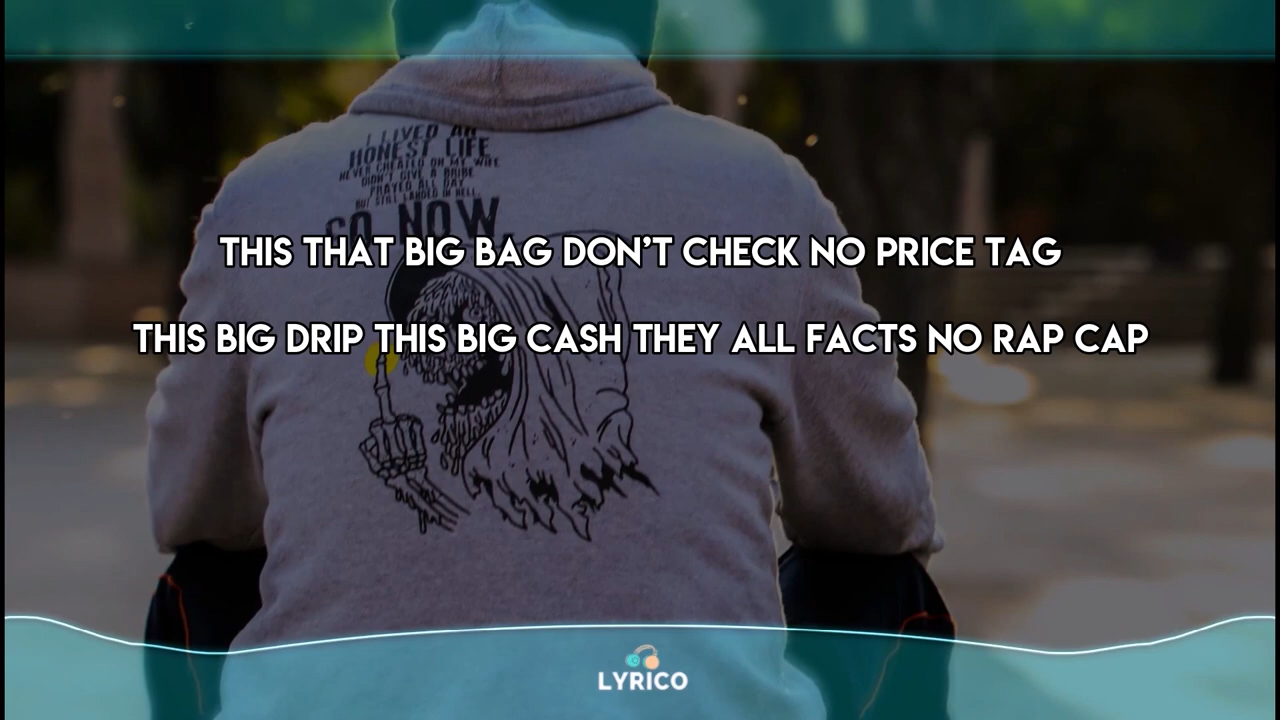 I LIVED AN
HONEST LIFE
NEVER CHEATED ON MY WIFE
DIDN'T GIVE A BRIBE
PRAYED ALL DAY
BUT STILL LANDED IN HELL
GO NOW
THIS THAT BIG BAG DON'T CHECK NO PRICE TAG
THIS BIG DRIP THIS BIG CASH THEY ALL FACTS NO RAP CAP
LYRICO